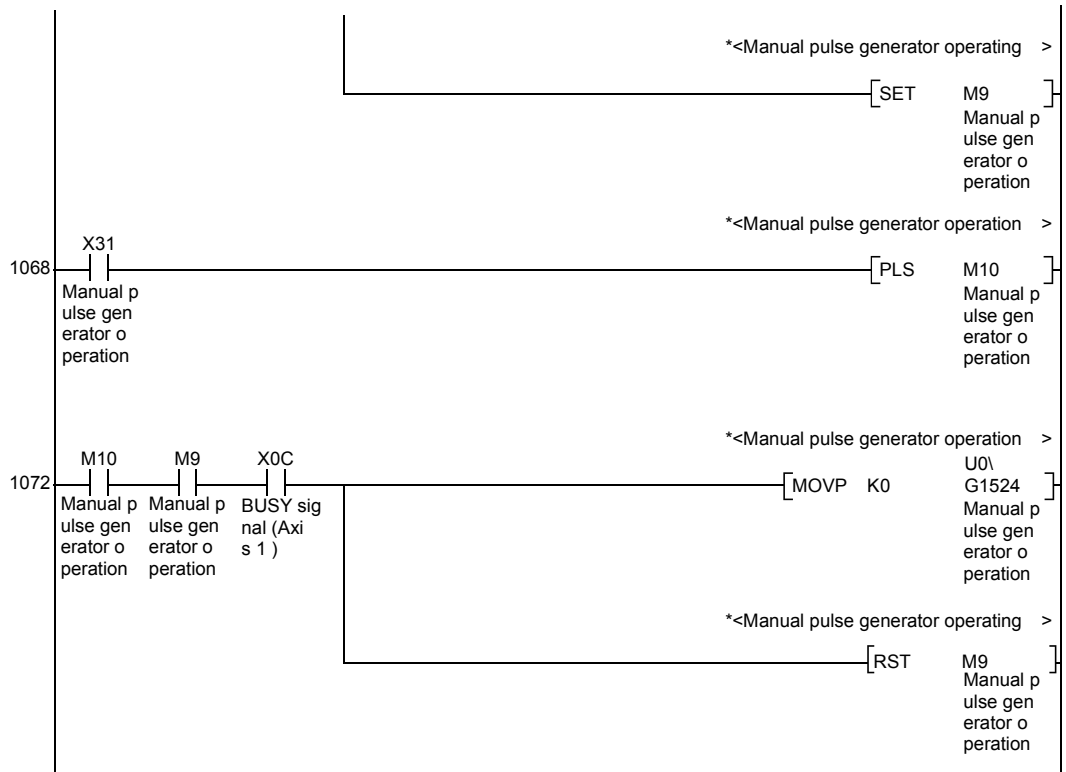 *<Manual pulse generator operating >
SET M9
Manual p
ulse gen
erator o
peration
*<Manual pulse generator operation >
X31
1068 PLS M10
Manual p
ulse gen
erator o
peration
Manual p
ulse gen
erator o
peration
*<Manual pulse generator operation >
M10 M9 X0C U0\
1072 MOVP K0 G1524
Manual p
ulse gen
erator o
peration
Manual p
ulse gen
erator o
peration
BUSY sig
nal (Axi
s 1 )
Manual p
ulse gen
erator o
peration
*<Manual pulse generator operating >
RST M9
Manual p
ulse gen
erator o
peration